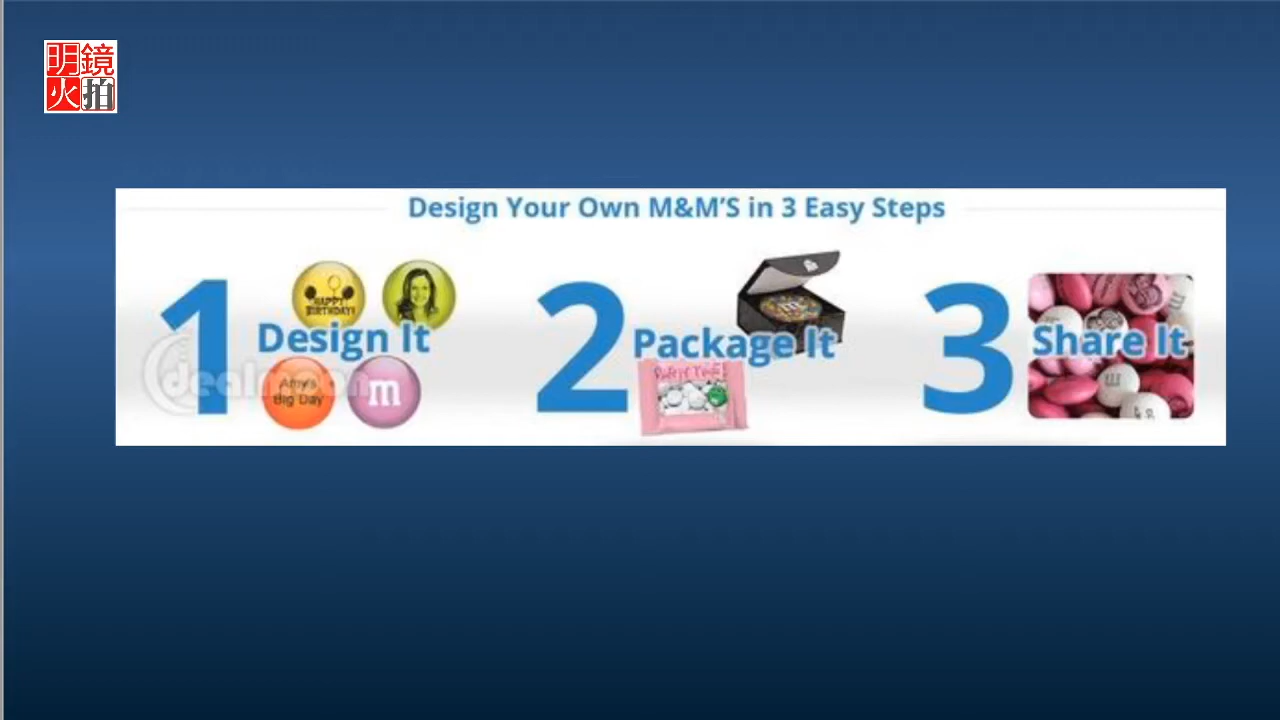 明鏡
火拍
Design Your Own M&M'S in 3 Easy Steps
1
HAPPY
BIRTHDAY!
Design It
dealmoon
Amy's
Big Day
m
2
m
Package It
3
Share It
m
m